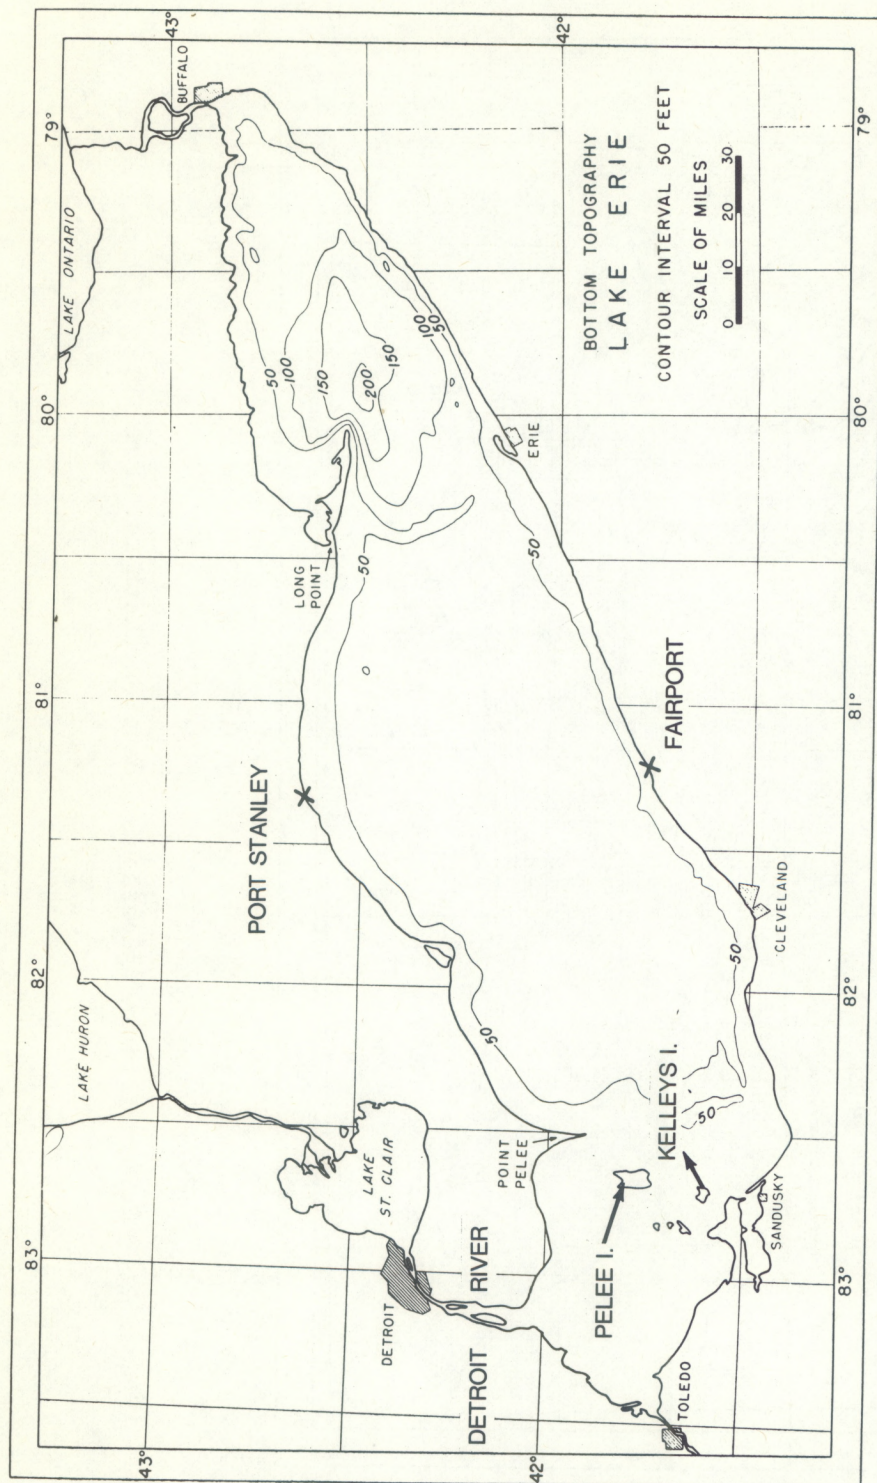 BOTTOM TOPOGRAPHY
LAKE ERIE
CONTOUR INTERVAL 50 FEET
SCALE OF MILES
0 10 20 30
83°
82°
81°
80°
79°
43°
43°
42°
42°
83°
82°
81°
80°
79°
LAKE HURON
LAKE ONTARIO
BUFFALO
LAKE
ST. CLAIR
DETROIT
DETROIT RIVER
PORT STANLEY
LONG
POINT
POINT
PELEE
PELEE I.
KELLEYS I.
TOLEDO
SANDUSKY
CLEVELAND
FAIRPORT
ERIE
50
50
50
50
50
50
100
150
200
150
100
50